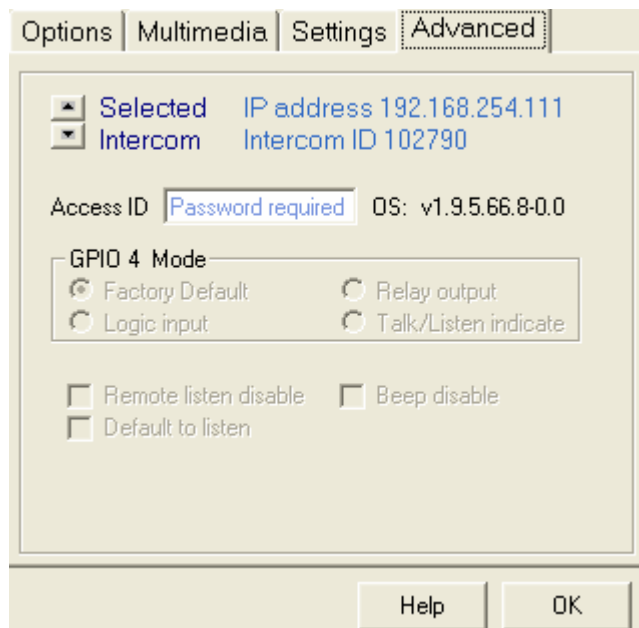 Options Multimedia Settings Advanced
Selected IP address 192.168.254.111
Intercom Intercom ID 102790
Access ID Password required OS: v1.9.5.66.8-0.0
GPIO 4 Mode
Factory Default Relay output
Logic input Talk/Listen indicate
Remote listen disable Beep disable
Default to listen
Help OK